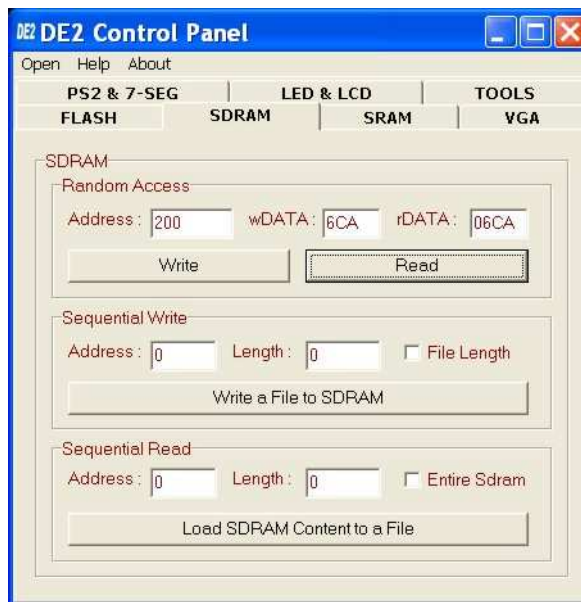 DE2 DE2 Control Panel
Open Help About
PS2 & 7-SEG LED & LCD TOOLS
FLASH SDRAM SRAM VGA
SDRAM
Random Access
Address : 200 wDATA : 6CA rDATA : 06CA
Write Read
Sequential Write
Address : 0 Length : 0 File Length
Write a File to SDRAM
Sequential Read
Address : 0 Length : 0 Entire Sdram
Load SDRAM Content to a File